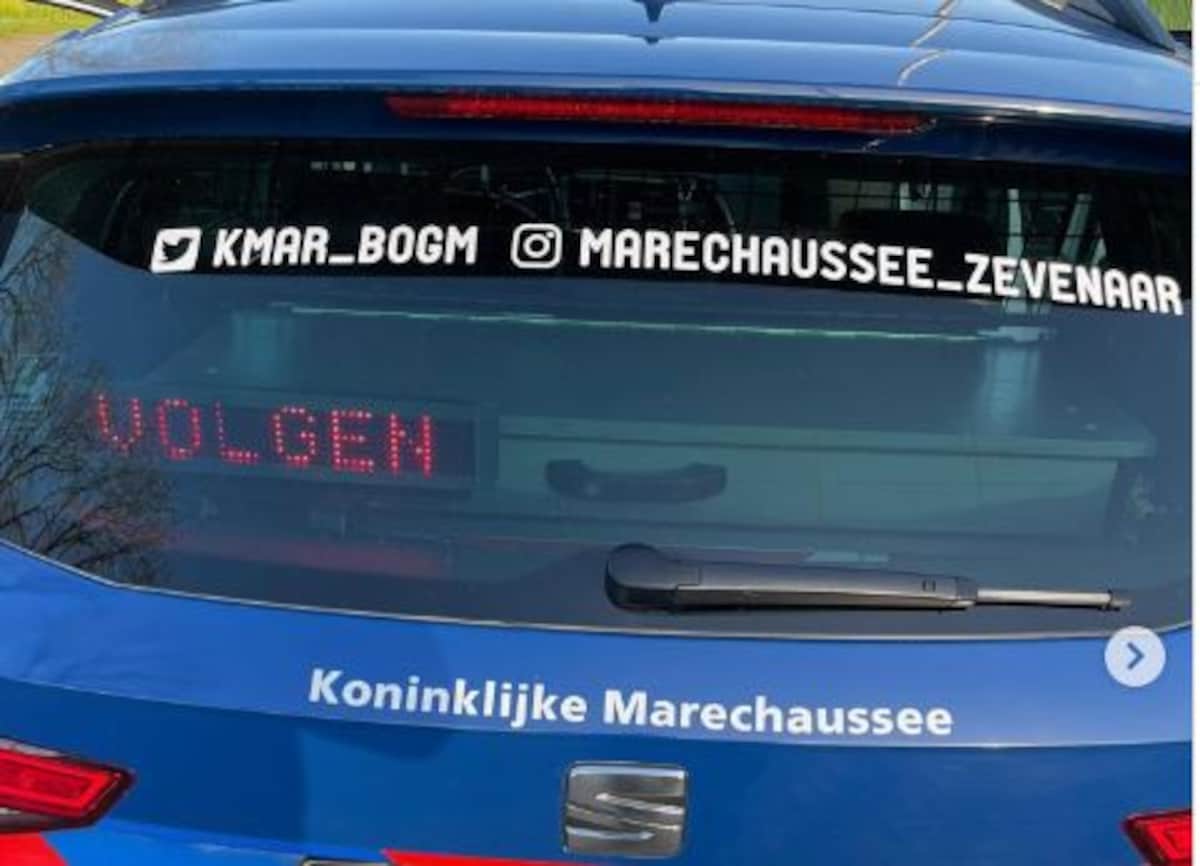 KMAR_BOGM MARECHAUSSEE_ZEVENAAR
VOLGEN
Koninklijke Marechaussee